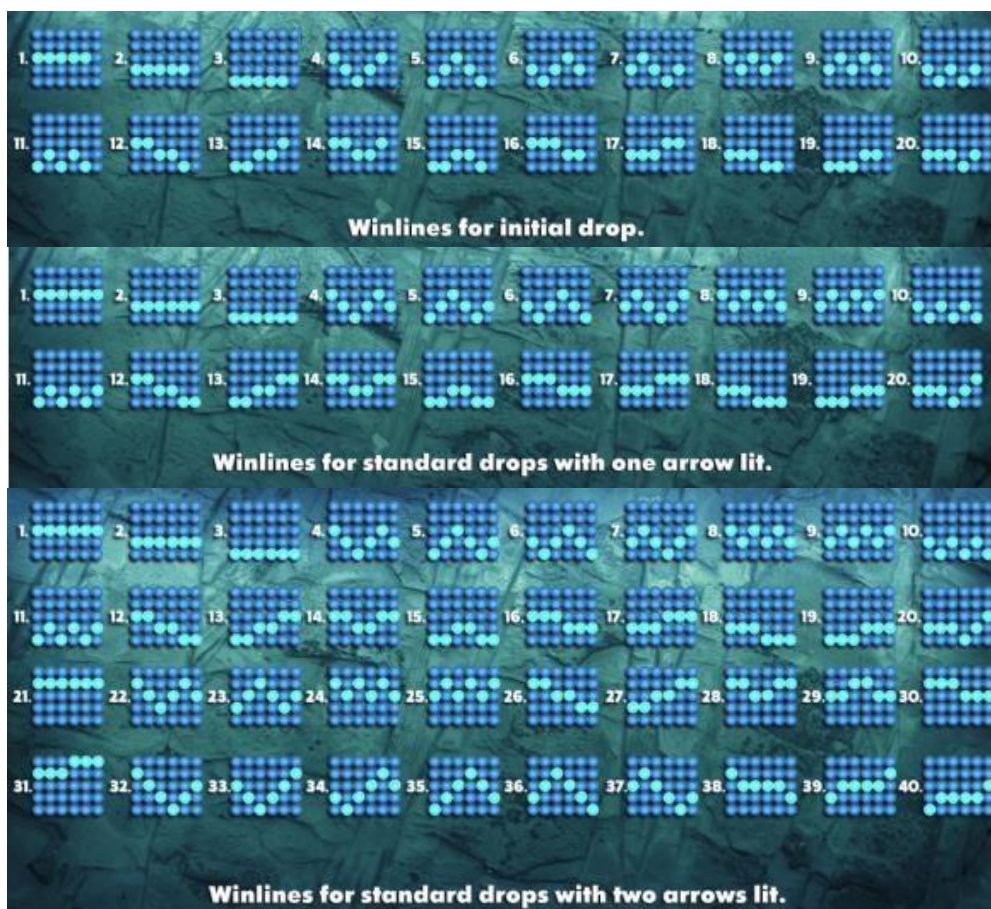 1. 2. 3. 4. 5. 6. 7. 8. 9. 10.
11. 12. 13. 14. 15. 16. 17. 18. 19. 20.
Winlines for initial drop.
1. 2. 3. 4. 5. 6. 7. 8. 9. 10.
11. 12. 13. 14. 15. 16. 17. 18. 19. 20.
Winlines for standard drops with one arrow lit.
1. 2. 3. 4. 5. 6. 7. 8. 9. 10.
11. 12. 13. 14. 15. 16. 17. 18. 19. 20.
21. 22. 23. 24. 25. 26. 27. 28. 29. 30.
31. 32. 33. 34. 35. 36. 37. 38. 39. 40.
Winlines for standard drops with two arrows lit.